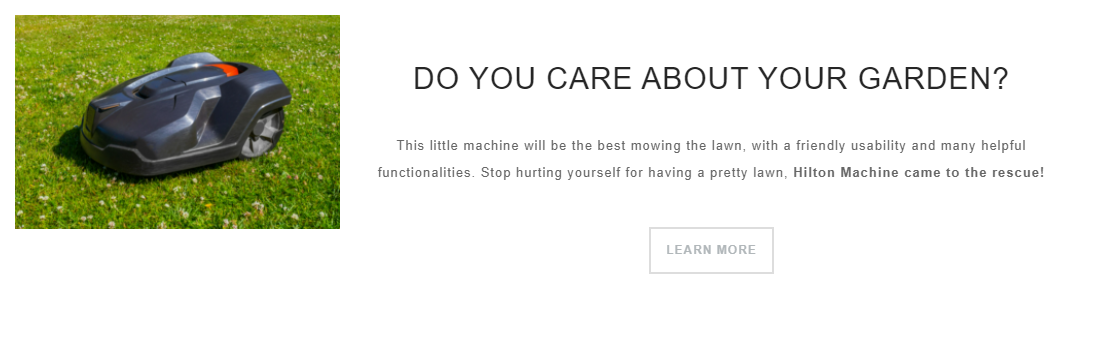 DO YOU CARE ABOUT YOUR GARDEN?
This little machine will be the best mowing the lawn, with a friendly usability and many helpful
functionalities. Stop hurting yourself for having a pretty lawn, Hilton Machine came to the rescue!
LEARN MORE